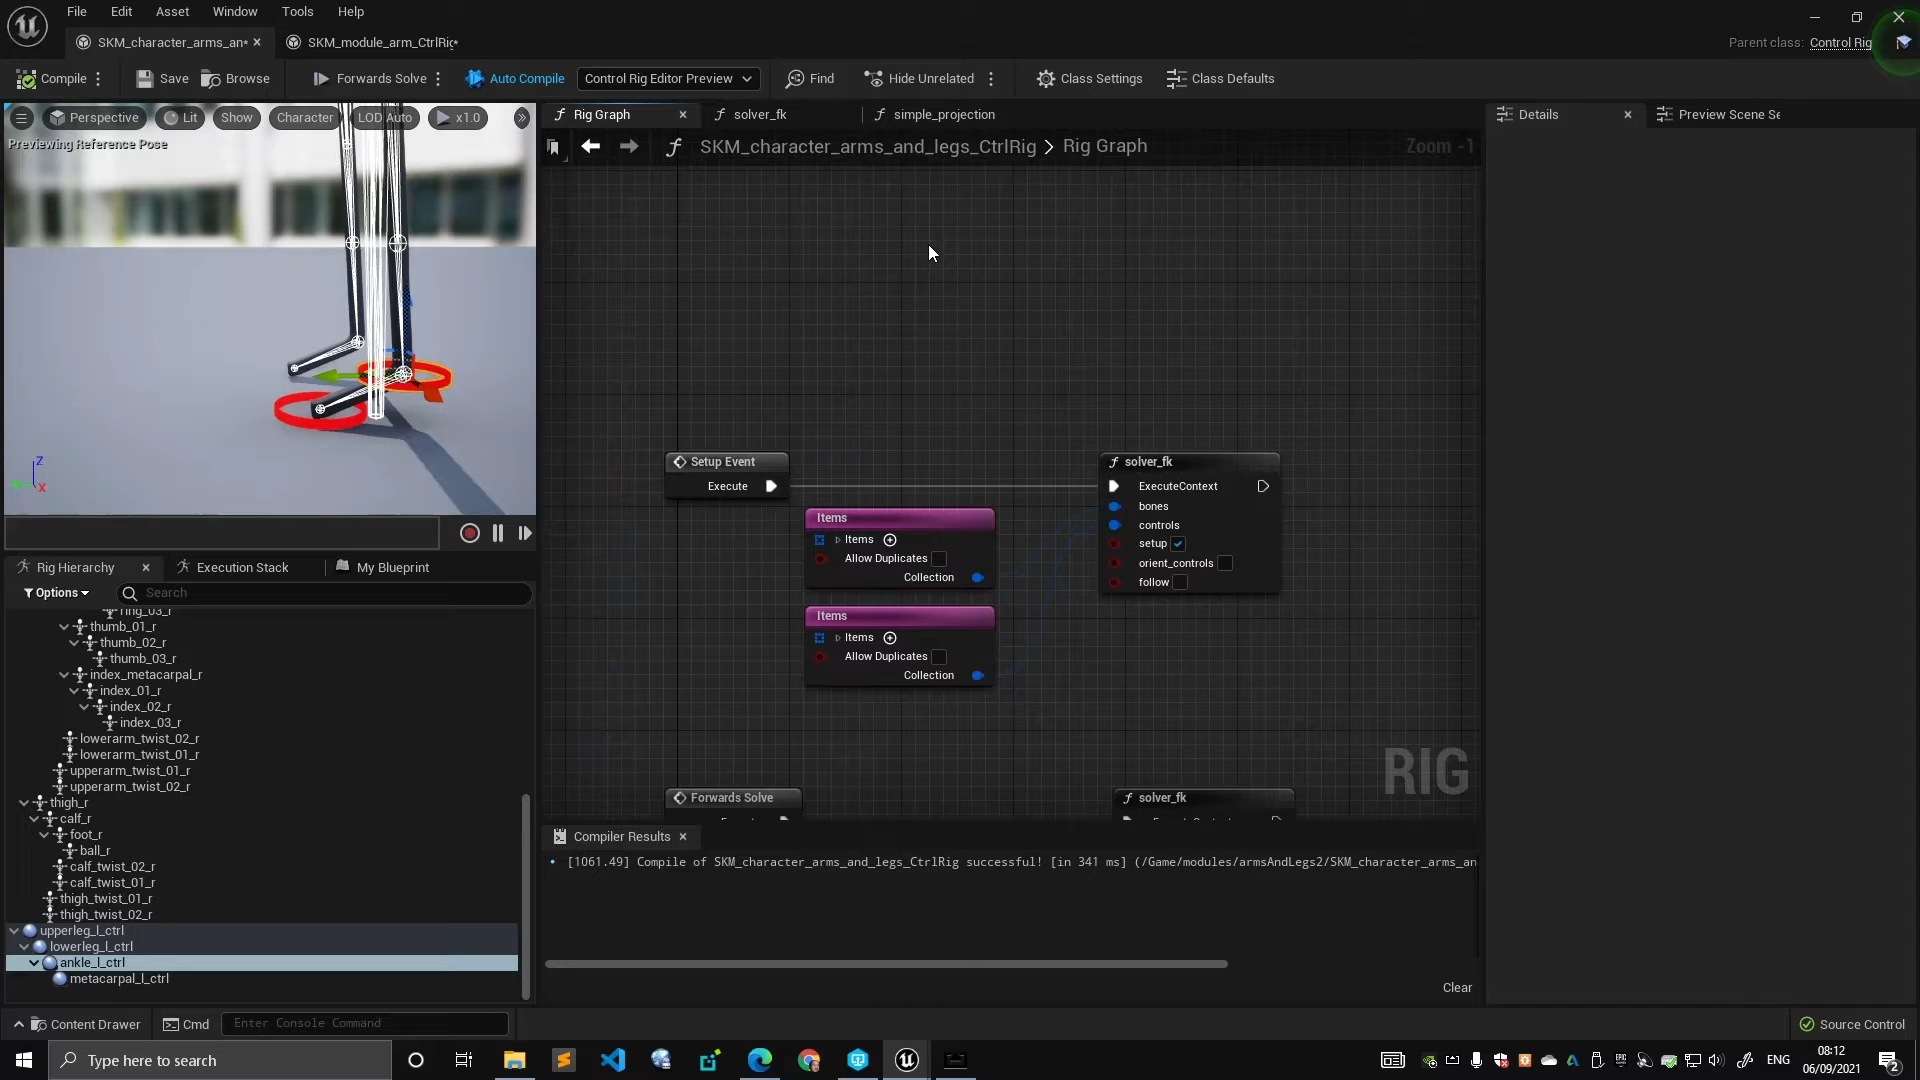 File Edit Asset Window Tools Help
SKM_character_arms_an* SKM_module_arm_CtrlRig*
Parent class: Control Rig
Compile Save Browse Forwards Solve Auto Compile Control Rig Editor Preview Find Hide Unrelated Class Settings Class Defaults
Rig Graph solver_fk simple_projection Details Preview Scene Se
Perspective Lit Show Character LOD Auto x1.0
Previewing Reference Pose
SKM_character_arms_and_legs_CtrlRig > Rig Graph Zoom -1
Setup Event
Execute
solver_fk
ExecuteContext
bones
controls
setup
orient_controls
follow
Items
Items
Allow Duplicates
Collection
Items
Items
Allow Duplicates
Collection
RIG
Forwards Solve
solver_fk
Z
X
Rig Hierarchy Execution Stack My Blueprint
Options Search
ring_03_r
thumb_01_r
thumb_02_r
thumb_03_r
index_metacarpal_r
index_01_r
index_02_r
index_03_r
lowerarm_twist_02_r
lowerarm_twist_01_r
upperarm_twist_01_r
upperarm_twist_02_r
thigh_r
calf_r
foot_r
ball_r
calf_twist_02_r
calf_twist_01_r
thigh_twist_01_r
thigh_twist_02_r
upperleg_l_ctrl
lowerleg_l_ctrl
ankle_l_ctrl
metacarpal_l_ctrl
Compiler Results
[1061.49] Compile of SKM_character_arms_and_legs_CtrlRig successful! [in 341 ms] (/Game/modules/armsAndLegs2/SKM_character_arms_an
Clear
Content Drawer Cmd Enter Console Command Source Control
Type here to search
ENG
08:12
06/09/2021
2